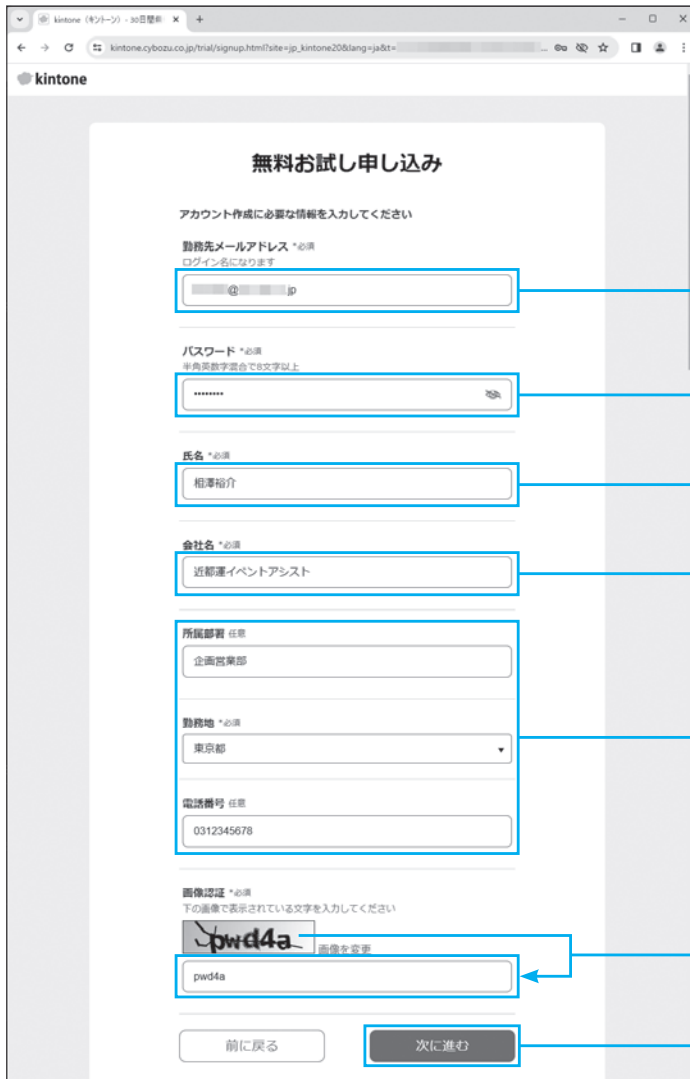 kintone（キントーン）- 30日間無
kintone.cybozu.co.jp/trial/signup.html?site=jp_kintone20&lang=ja&t=
kintone
無料お試し申し込み
アカウント作成に必要な情報を入力してください
勤務先メールアドレス *必須
ログイン名になります
@ .jp
パスワード *必須
半角英数字混合で8文字以上
••••••••
氏名 *必須
相澤裕介
会社名 *必須
近都運イベントアシスト
所属部署 任意
企画営業部
勤務地 *必須
東京都
電話番号 任意
0312345678
画像認証 *必須
下の画像で表示されている文字を入力してください
pwd4a 画像を変更
pwd4a
前に戻る 次に進む